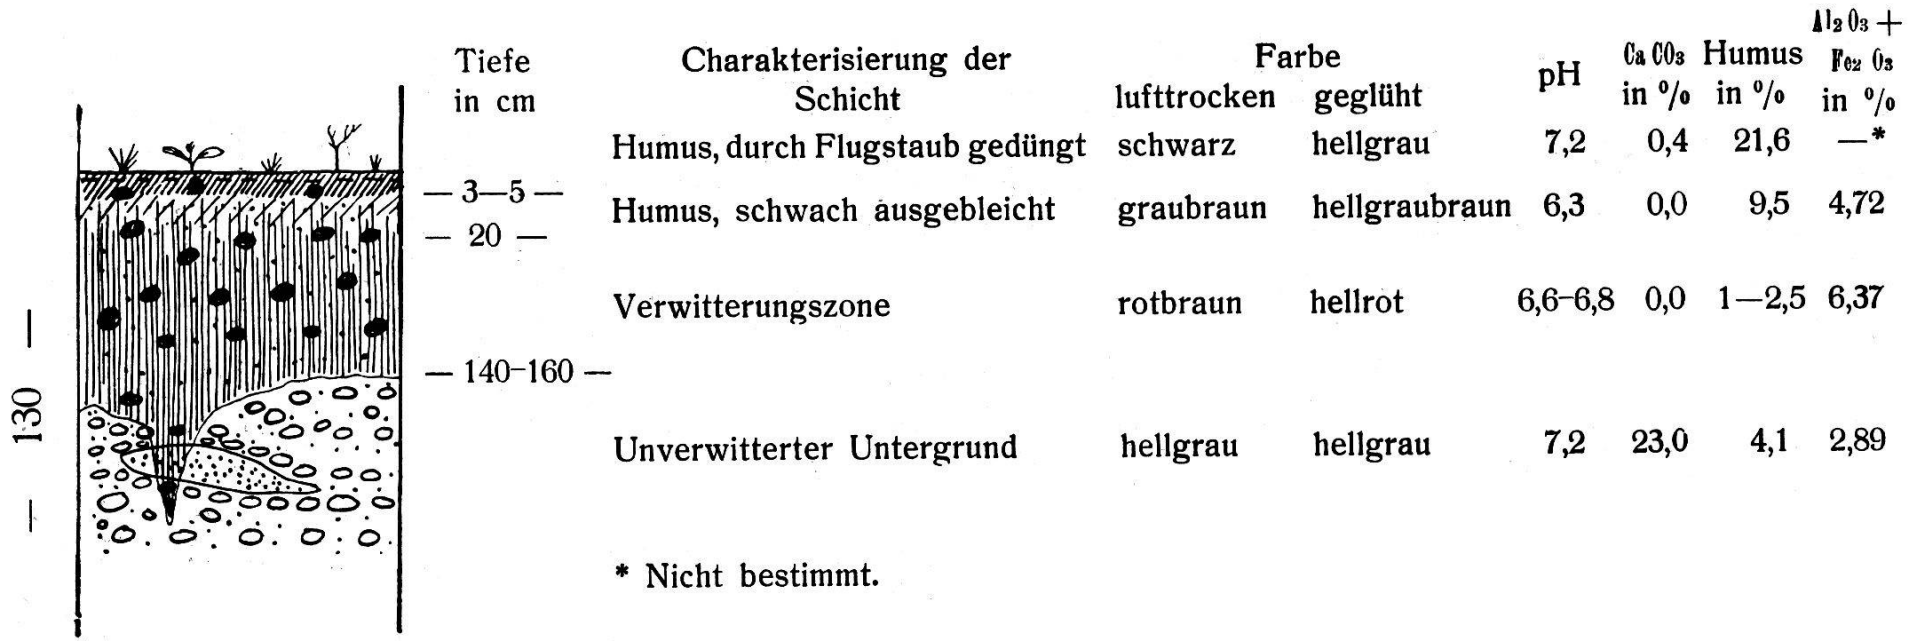 Tiefe in cm
Charakterisierung der Schicht
Farbe
lufttrocken geglüht
pH
CaCO₃ in %
Humus in %
Al₂O₃ + Fe₂O₃ in %
Humus, durch Flugstaub gedüngt schwarz hellgrau 7,2 0,4 21,6 —*
— 3—5 —
Humus, schwach ausgebleicht graubraun hellgraubraun 6,3 0,0 9,5 4,72
— 20 —
Verwitterungszone rotbraun hellrot 6,6–6,8 0,0 1—2,5 6,37
— 140–160 —
— 130 —
Unverwitterter Untergrund hellgrau hellgrau 7,2 23,0 4,1 2,89
* Nicht bestimmt.